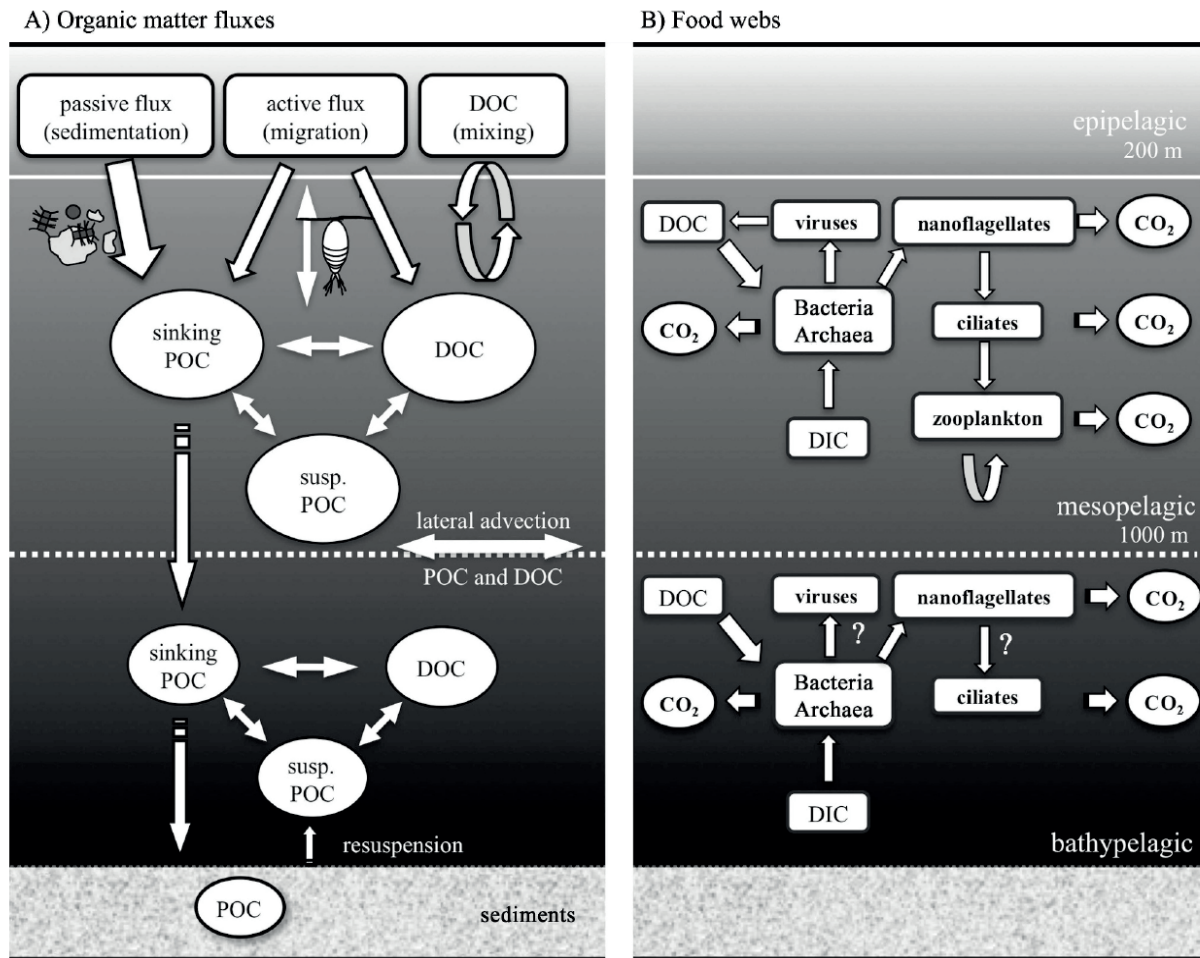 A) Organic matter fluxes
passive flux
(sedimentation)
active flux
(migration)
DOC
(mixing)
sinking
POC
DOC
susp.
POC
lateral advection
POC and DOC
sinking
POC
DOC
susp.
POC
resuspension
POC
sediments
B) Food webs
epipelagic
200 m
DOC
viruses
nanoflagellates
CO₂
CO₂
Bacteria
Archaea
ciliates
CO₂
zooplankton
CO₂
DIC
mesopelagic
1000 m
DOC
viruses
nanoflagellates
CO₂
?
?
CO₂
Bacteria
Archaea
ciliates
CO₂
DIC
bathypelagic